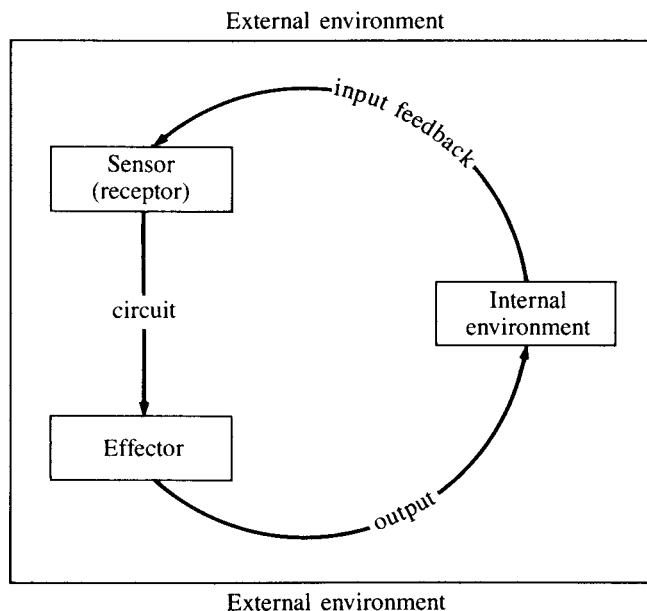 External environment
input feedback
Sensor
(receptor)
circuit
Internal
environment
Effector
output
External environment